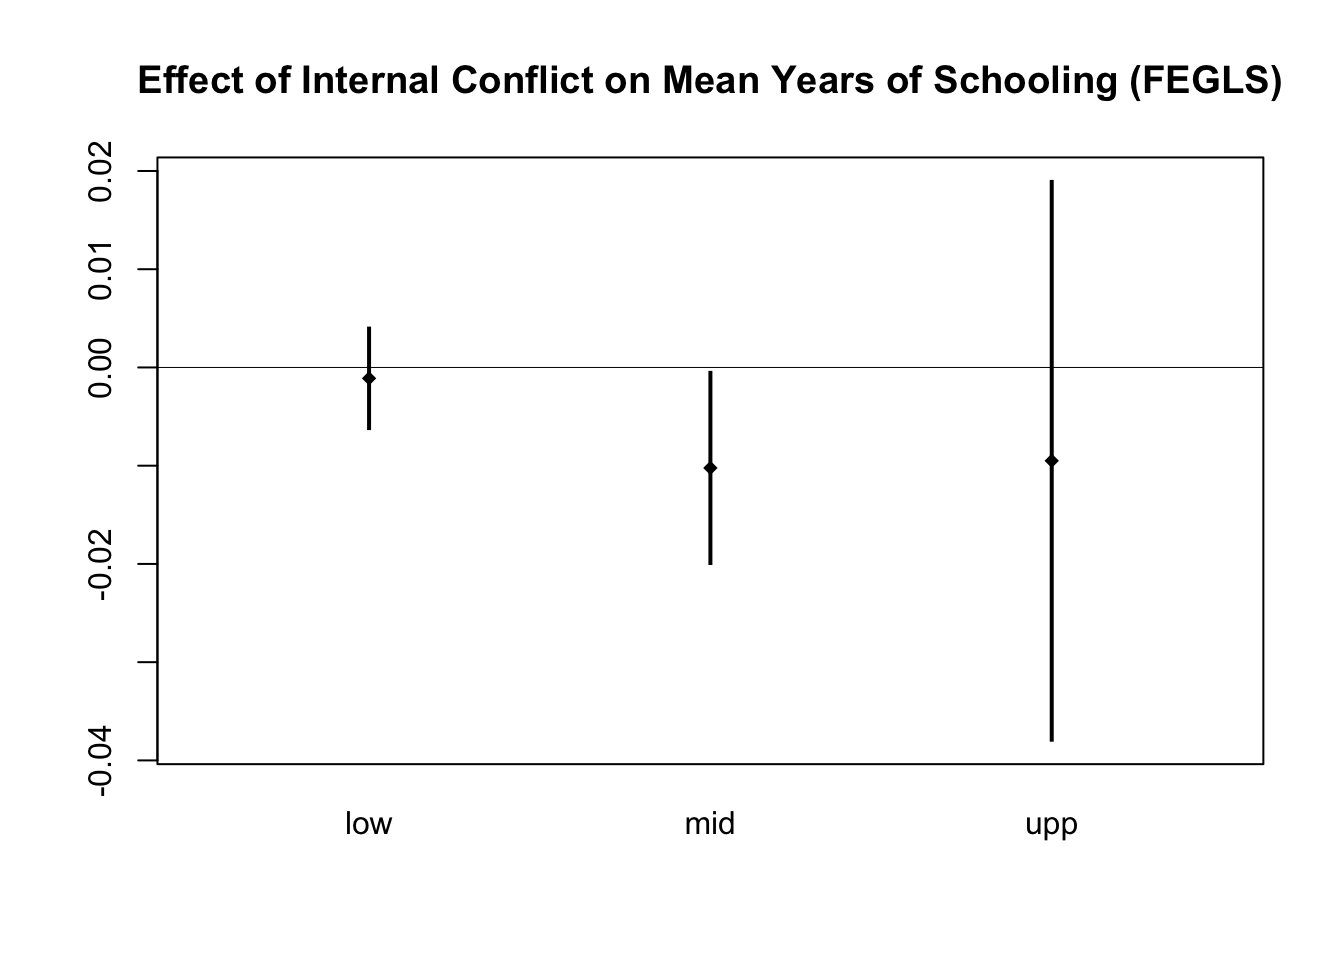 Effect of Internal Conflict on Mean Years of Schooling (FEGLS)
0.02
0.01
0.00
-0.02
-0.04
low mid upp